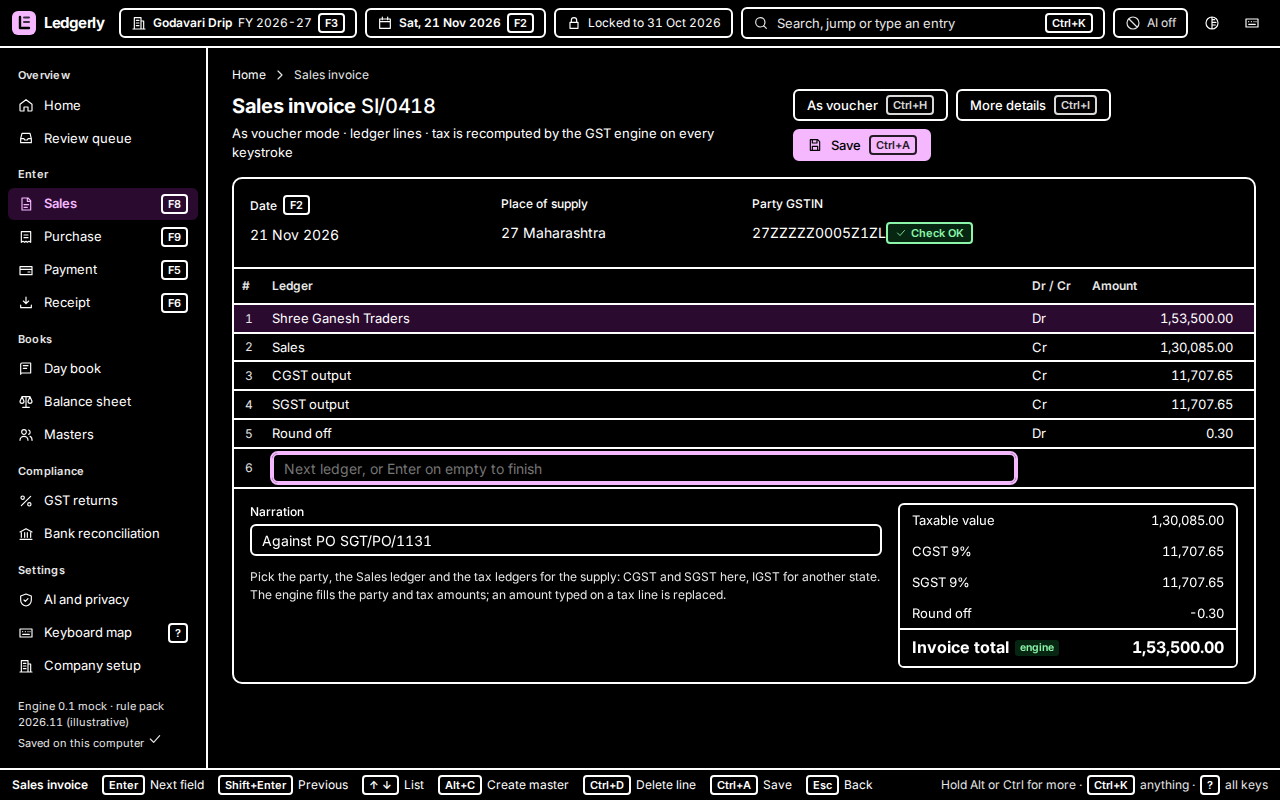 Ledgerly
Godavari Drip FY 2026-27 F3
Sat, 21 Nov 2026 F2
Locked to 31 Oct 2026
Search, jump or type an entry Ctrl+K
AI off
Overview
Home
Review queue
Enter
Sales F8
Purchase F9
Payment F5
Receipt F6
Books
Day book
Balance sheet
Masters
Compliance
GST returns
Bank reconciliation
Settings
AI and privacy
Keyboard map ?
Company setup
Engine 0.1 mock · rule pack
2026.11 (illustrative)
Saved on this computer
Home > Sales invoice
Sales invoice SI/0418
As voucher mode · ledger lines · tax is recomputed by the GST engine on every
keystroke
As voucher Ctrl+H
More details Ctrl+I
Save Ctrl+A
Date F2
21 Nov 2026
Place of supply
27 Maharashtra
Party GSTIN
27ZZZZZ0005Z1ZL Check OK
# Ledger Dr / Cr Amount
1 Shree Ganesh Traders Dr 1,53,500.00
2 Sales Cr 1,30,085.00
3 CGST output Cr 11,707.65
4 SGST output Cr 11,707.65
5 Round off Dr 0.30
6 Next ledger, or Enter on empty to finish
Narration
Against PO SGT/PO/1131
Pick the party, the Sales ledger and the tax ledgers for the supply: CGST and SGST here, IGST for another state.
The engine fills the party and tax amounts; an amount typed on a tax line is replaced.
Taxable value 1,30,085.00
CGST 9% 11,707.65
SGST 9% 11,707.65
Round off -0.30
Invoice total engine 1,53,500.00
Sales invoice Enter Next field Shift+Enter Previous ↑ ↓ List Alt+C Create master Ctrl+D Delete line Ctrl+A Save Esc Back Hold Alt or Ctrl for more · Ctrl+K anything · ? all keys